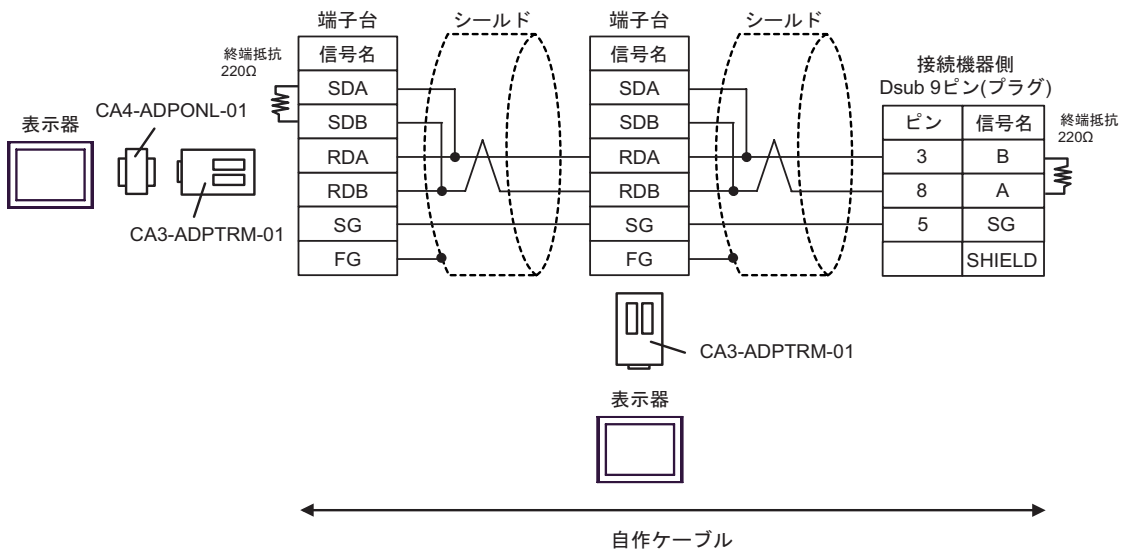 端子台
シールド
端子台
シールド
終端抵抗
220Ω
信号名
SDA
SDB
RDA
RDB
SG
FG
信号名
SDA
SDB
RDA
RDB
SG
FG
接続機器側
Dsub 9ピン(プラグ)
ピン 信号名
3 B
8 A
5 SG
SHIELD
終端抵抗
220Ω
表示器
CA4-ADPONL-01
CA3-ADPTRM-01
CA3-ADPTRM-01
表示器
自作ケーブル